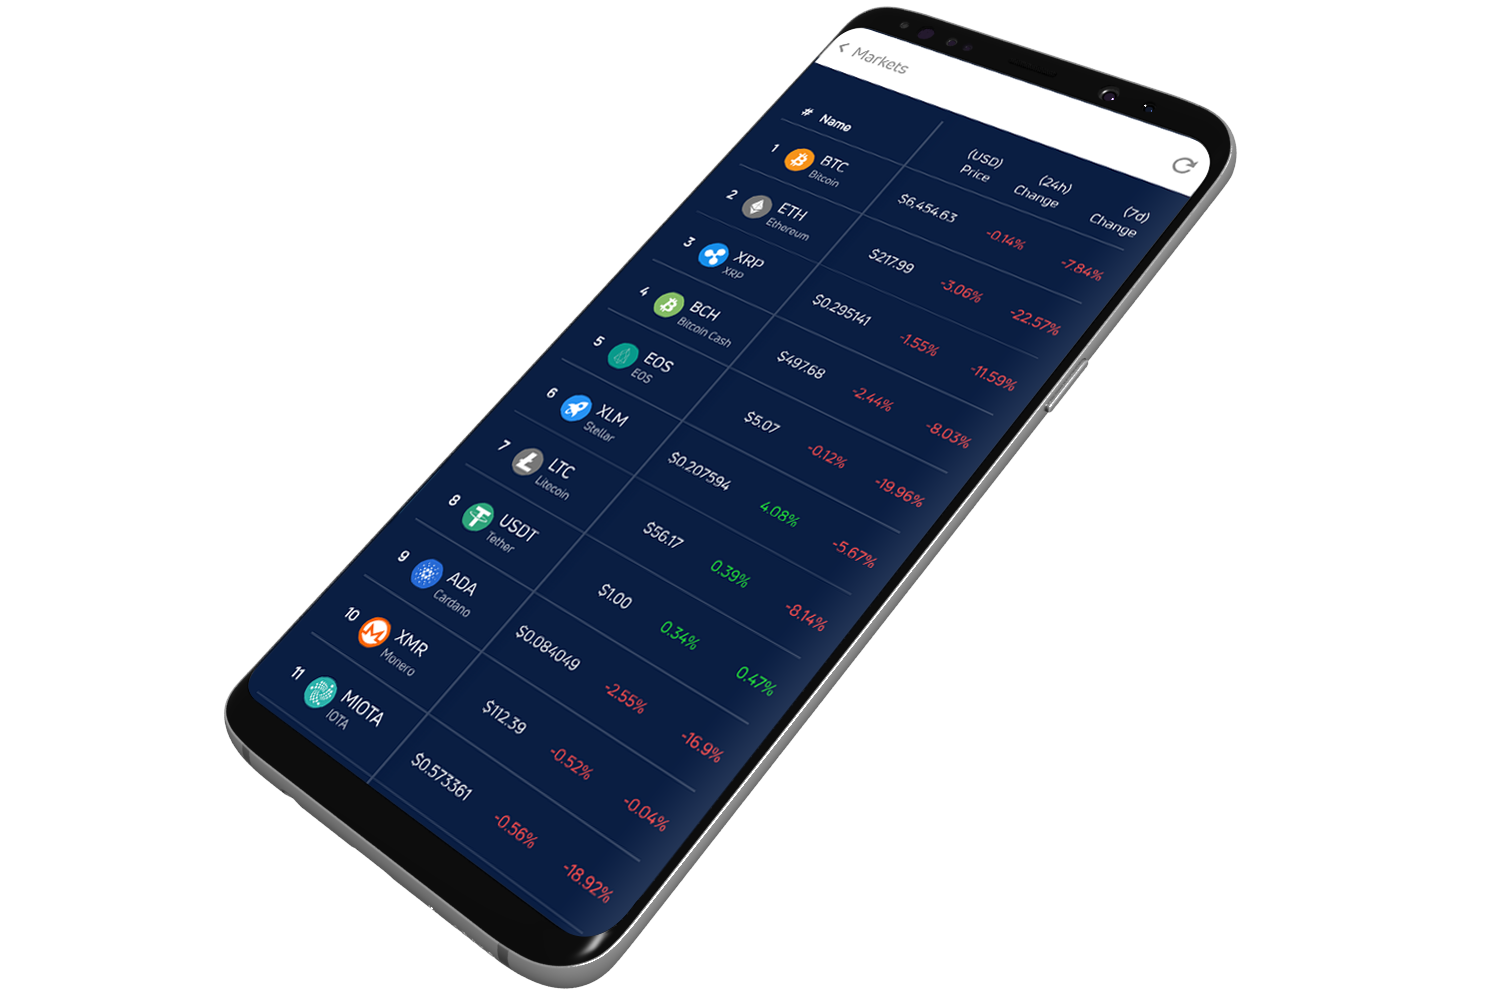 Markets
# Name (USD) Price (24h) Change (7d) Change
1 BTC Bitcoin $6,454.63 -0.14% -7.84%
2 ETH Ethereum $217.99 -3.06% -22.57%
3 XRP XRP $0.295141 -1.55% -11.59%
4 BCH Bitcoin Cash $497.68 -2.44% -8.03%
5 EOS EOS $5.07 -0.12% -19.96%
6 XLM Stellar $0.207594 4.08% -5.67%
7 LTC Litecoin $56.17 0.39% -8.14%
8 USDT Tether $1.00 0.34% 0.47%
9 ADA Cardano $0.084049 -2.55% -16.9%
10 XMR Monero $112.39 -0.52% -0.04%
11 MIOTA IOTA $0.573361 -0.56% -18.92%